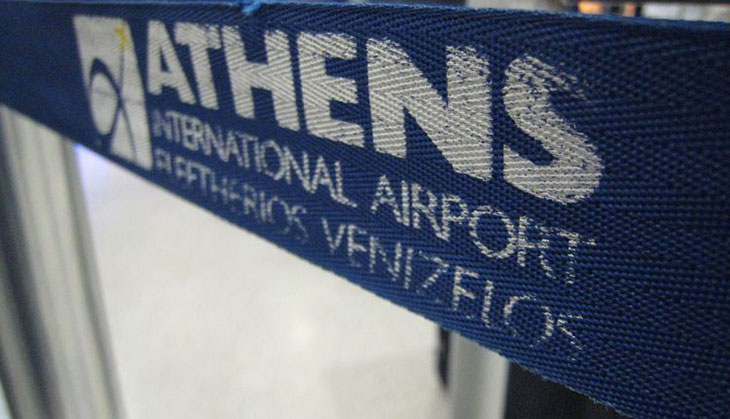 ATHENS
INTERNATIONAL AIRPORT
ELEFTHERIOS VENIZELOS